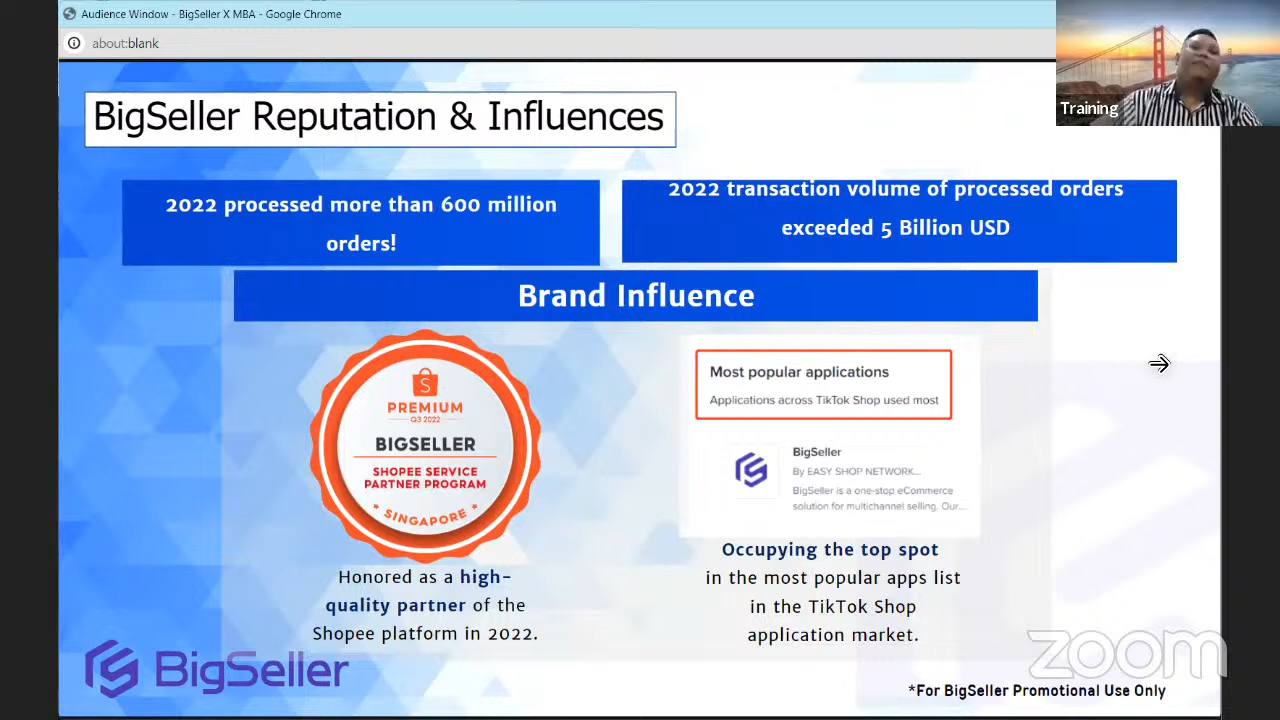 Audience Window - BigSeller X MBA - Google Chrome
about:blank
Training
BigSeller Reputation & Influences
2022 processed more than 600 million
orders!
2022 transaction volume of processed orders
exceeded 5 Billion USD
Brand Influence
S
PREMIUM
Q3 2022
BIGSELLER
SHOPEE SERVICE
PARTNER PROGRAM
* SINGAPORE *
Honored as a high-
quality partner of the
Shopee platform in 2022.
Most popular applications
Applications across TikTok Shop used most
BigSeller
By EASY SHOP NETWORK...
BigSeller is a one-stop eCommerce
solution for multichannel selling. Our...
Occupying the top spot
in the most popular apps list
in the TikTok Shop
application market.
BigSeller
zoom
*For BigSeller Promotional Use Only